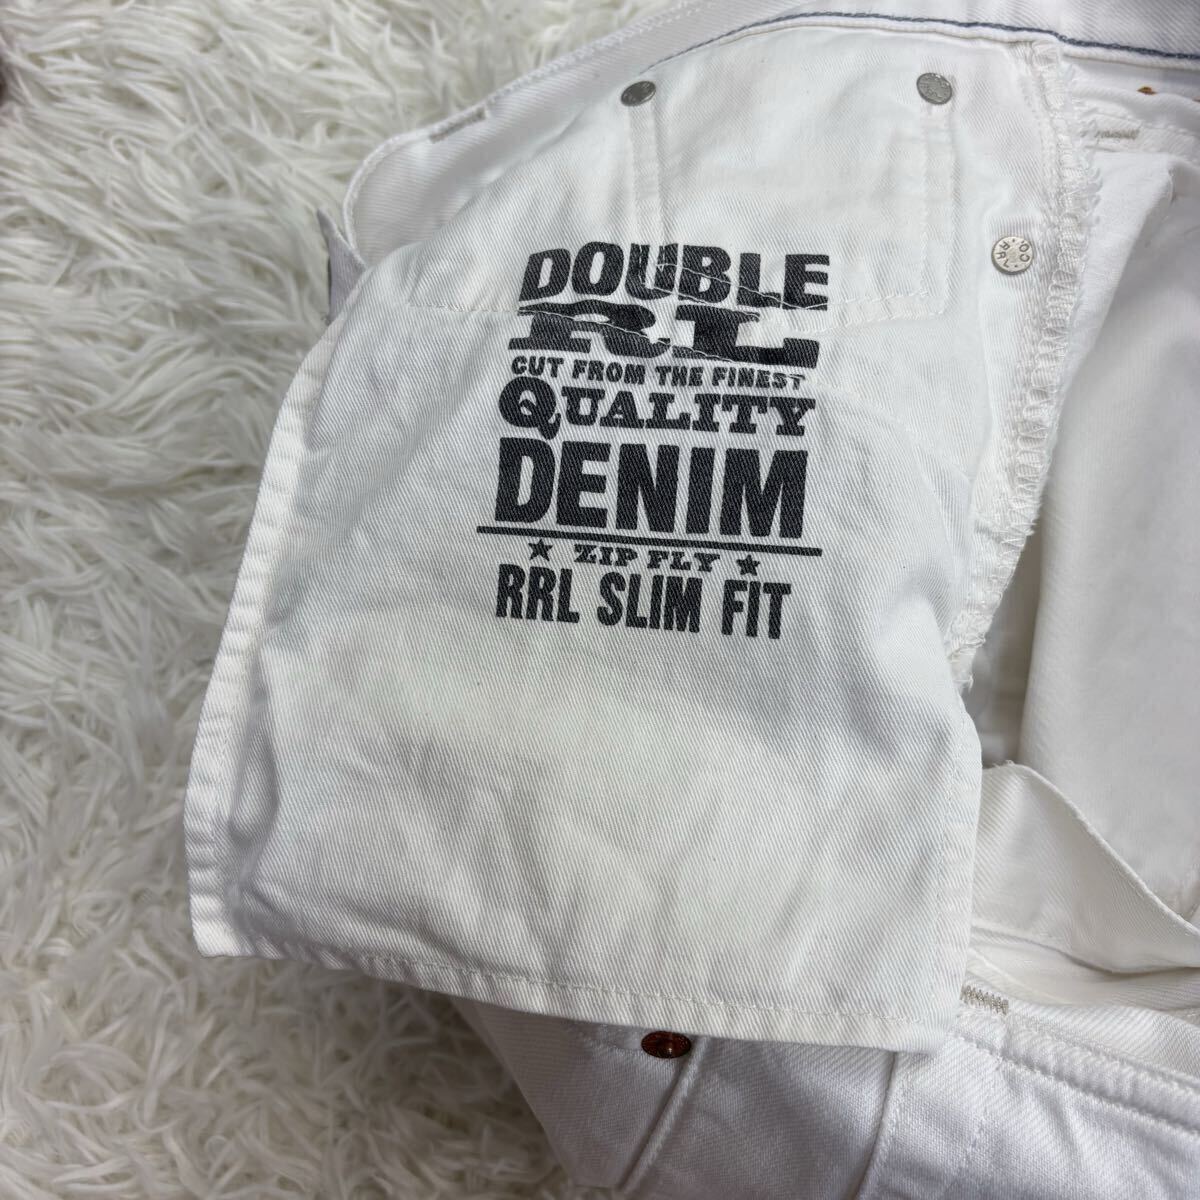 DOUBLE
RL
CUT FROM THE FINEST
QUALITY
DENIM
★ ZIP FLY ★
RRL SLIM FIT